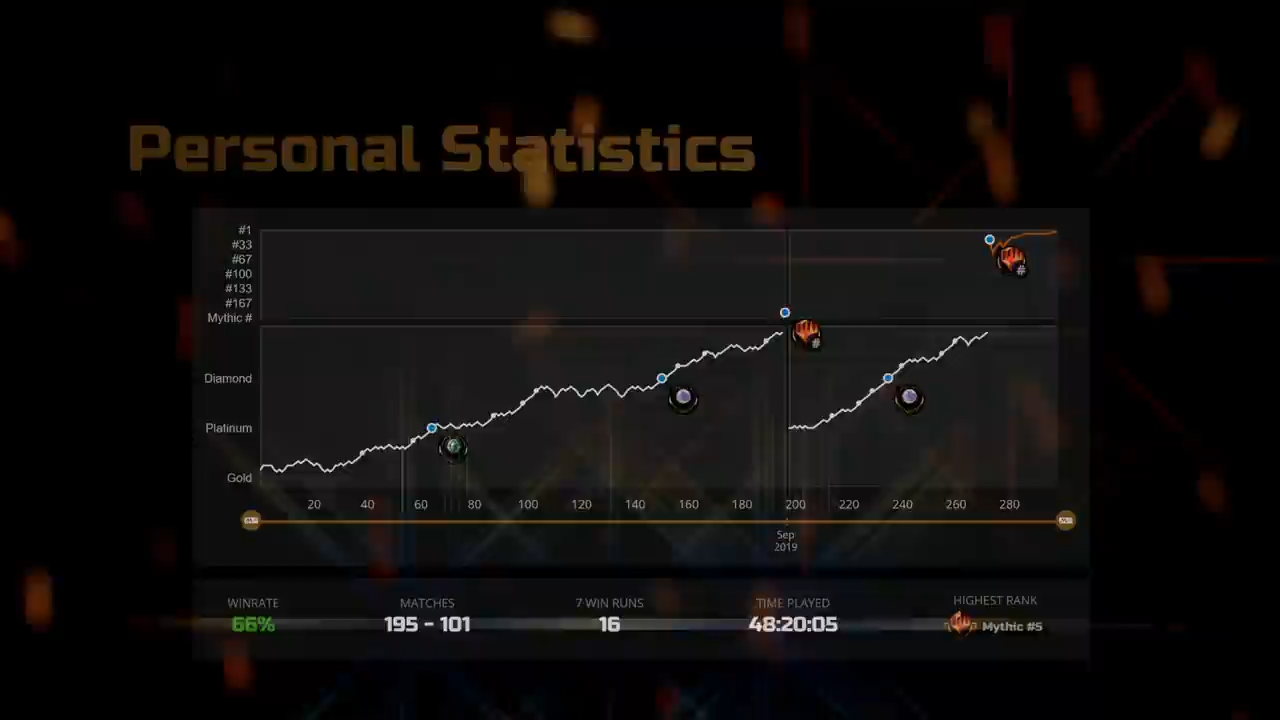 Personal Statistics
#1
#33
#67
#100
#133
#167
Mythic #
Diamond
Platinum
Gold
20 40 60 80 100 120 140 160 180 200 220 240 260 280
Sep
2019
WINRATE MATCHES 7 WIN RUNS TIME PLAYED HIGHEST RANK
66% 195 - 101 16 48:20:05 Mythic #5